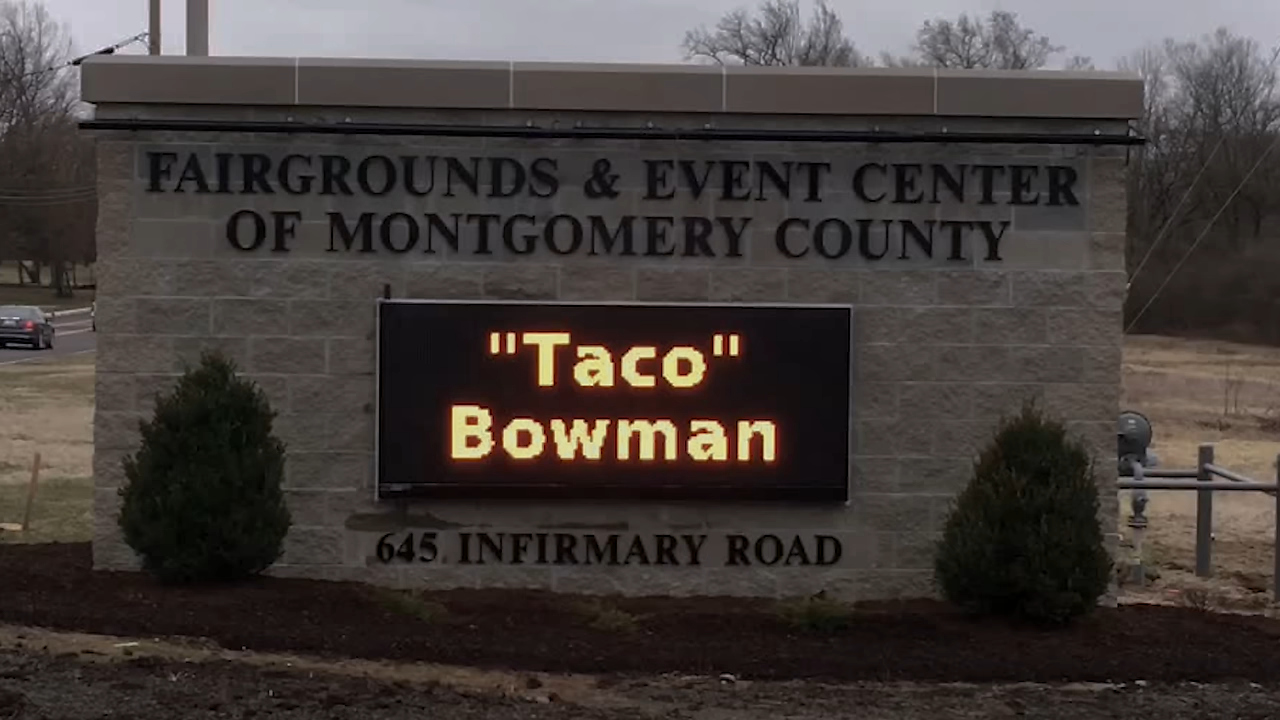 FAIRGROUNDS & EVENT CENTER
OF MONTGOMERY COUNTY
"Taco"
Bowman
645 INFIRMARY ROAD